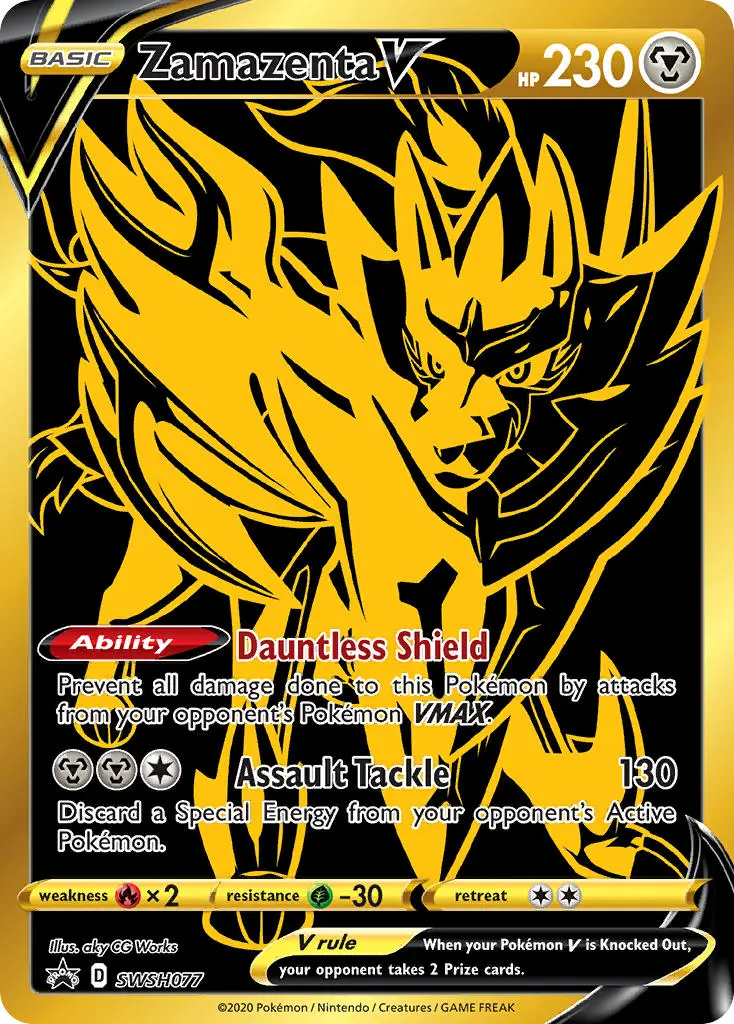 BASIC Zamazenta V HP 230
Ability Dauntless Shield
Prevent all damage done to this Pokémon by attacks
from your opponent's Pokémon VMAX.
Assault Tackle 130
Discard a Special Energy from your opponent's Active
Pokémon.
weakness ×2 resistance -30 retreat
Illus. aky CG Works
V rule When your Pokémon V is Knocked Out,
your opponent takes 2 Prize cards.
PROMO D SWSH077
©2020 Pokémon / Nintendo / Creatures / GAME FREAK